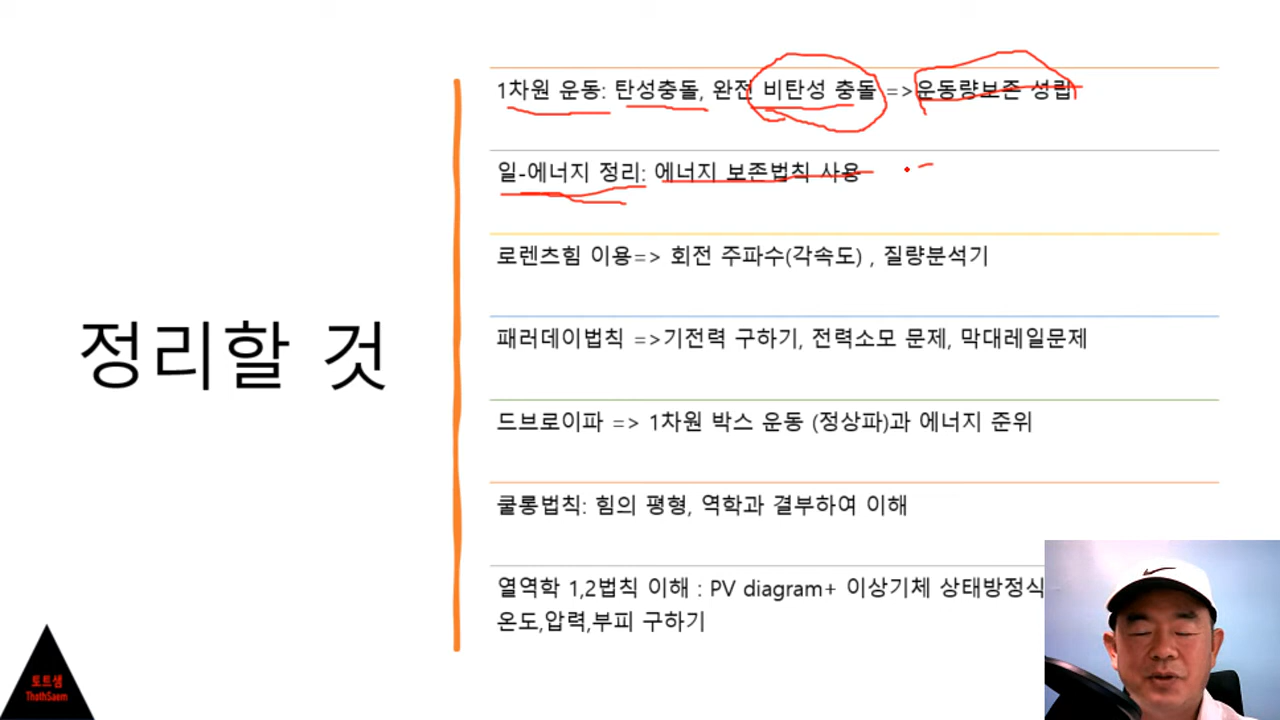 1차원 운동: 탄성충돌, 완전 비탄성 충돌 =>운동량보존 성립
일-에너지 정리: 에너지 보존법칙 사용
로렌츠힘 이용=> 회전 주파수(각속도) , 질량분석기
정리할 것
패러데이법칙 =>기전력 구하기, 전력소모 문제, 막대레일문제
드브로이파 => 1차원 박스 운동 (정상파)과 에너지 준위
쿨롱법칙: 힘의 평형, 역학과 결부하여 이해
열역학 1,2법칙 이해 : PV diagram+ 이상기체 상태방정식
온도,압력,부피 구하기
토트샘
ThothSaem